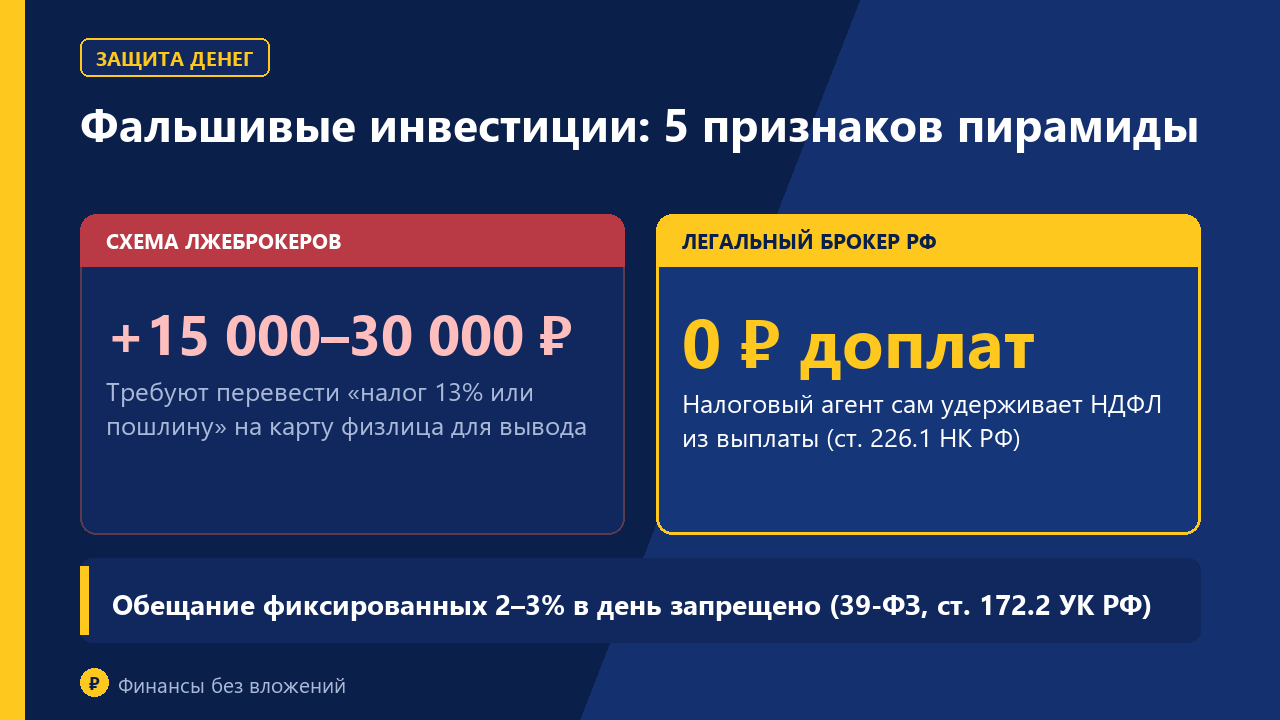 ЗАЩИТА ДЕНЕГ
Фальшивые инвестиции: 5 признаков пирамиды
СХЕМА ЛЖЕБРОКЕРОВ
+15 000–30 000 ₽
Требуют перевести «налог 13% или
пошлину» на карту физлица для вывода
ЛЕГАЛЬНЫЙ БРОКЕР РФ
0 ₽ доплат
Налоговый агент сам удерживает НДФЛ
из выплаты (ст. 226.1 НК РФ)
Обещание фиксированных 2–3% в день запрещено (39-ФЗ, ст. 172.2 УК РФ)
₽ Финансы без вложений